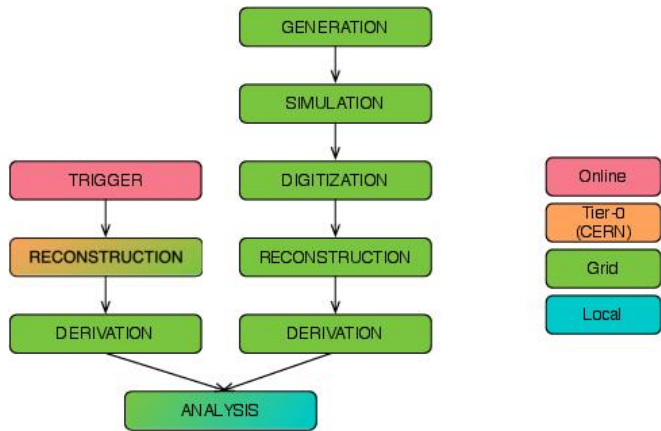 GENERATION
SIMULATION
TRIGGER
DIGITIZATION
RECONSTRUCTION
RECONSTRUCTION
DERIVATION
DERIVATION
ANALYSIS
Online
Tier-0
(CERN)
Grid
Local